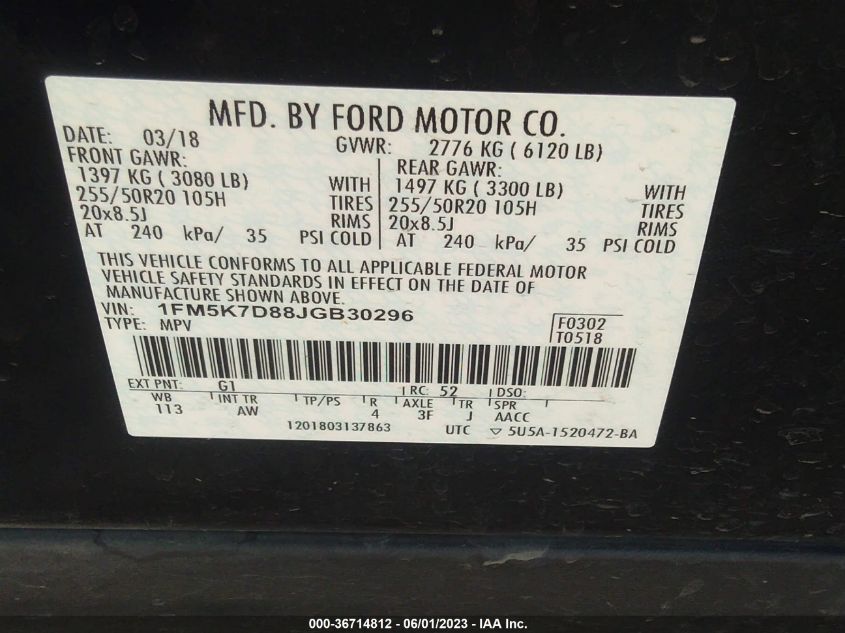 MFD. BY FORD MOTOR CO.
DATE: 03/18 GVWR: 2776 KG ( 6120 LB)
FRONT GAWR: REAR GAWR:
1397 KG ( 3080 LB) WITH 1497 KG ( 3300 LB) WITH
255/50R20 105H TIRES 255/50R20 105H TIRES
20x8.5J RIMS 20x8.5J RIMS
AT 240 kPa/ 35 PSI COLD AT 240 kPa/ 35 PSI COLD
THIS VEHICLE CONFORMS TO ALL APPLICABLE FEDERAL MOTOR
VEHICLE SAFETY STANDARDS IN EFFECT ON THE DATE OF
MANUFACTURE SHOWN ABOVE.
VIN: 1FM5K7D88JGB30296 F0302
TYPE: MPV T0518
EXT PNT: G1 RC: 52 DSO:
WB INT TR TP/PS R AXLE TR SPR
113 AW 4 3F J AACC
1201803137863 UTC ▽ 5U5A-1520472-BA
000-36714812 - 06/01/2023 - IAA Inc.